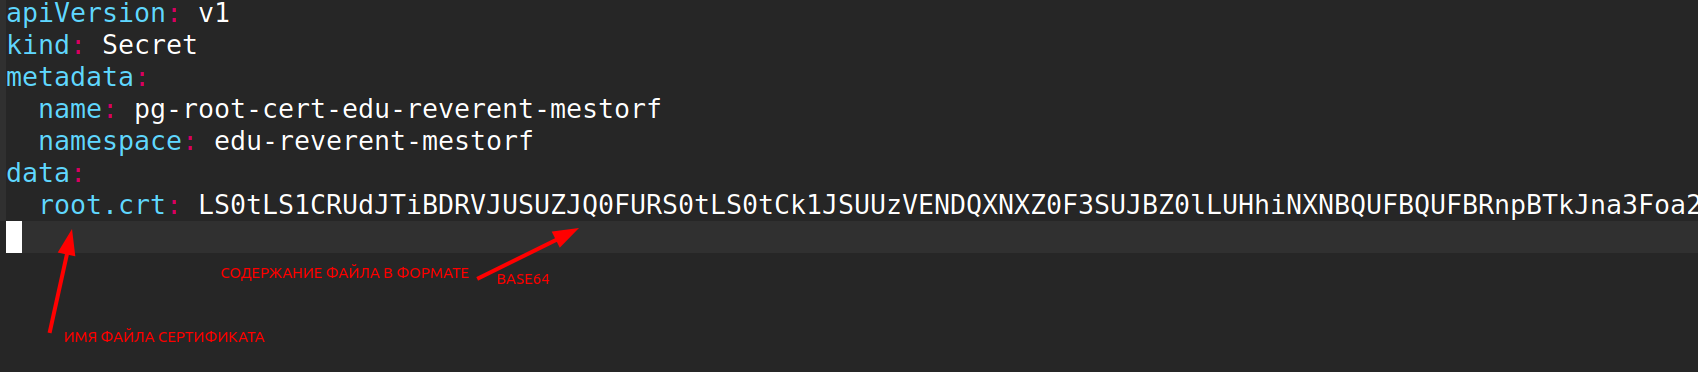 apiVersion: v1
kind: Secret
metadata:
  name: pg-root-cert-edu-reverent-mestorf
  namespace: edu-reverent-mestorf
data:
  root.crt: LS0tLS1CRUdJTiBDRVJUSUZJQ0FURS0tLS0tCk1JSUUzVENDQXNXZ0F3SUJBZ0lLUHhiNXNBQUFBQUFBRnpBTkJna3Foa2
СОДЕРЖАНИЕ ФАЙЛА В ФОРМАТЕ
BASE64
ИМЯ ФАЙЛА СЕРТИФИКАТА